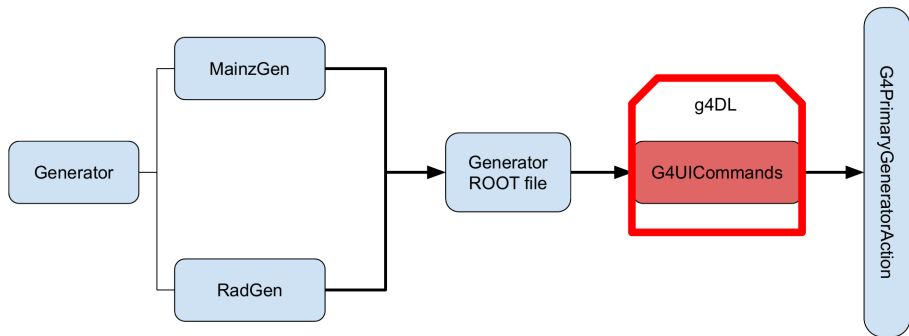 Generator
MainzGen
RadGen
Generator
ROOT file
g4DL
G4UICommands
G4PrimaryGeneratorAction